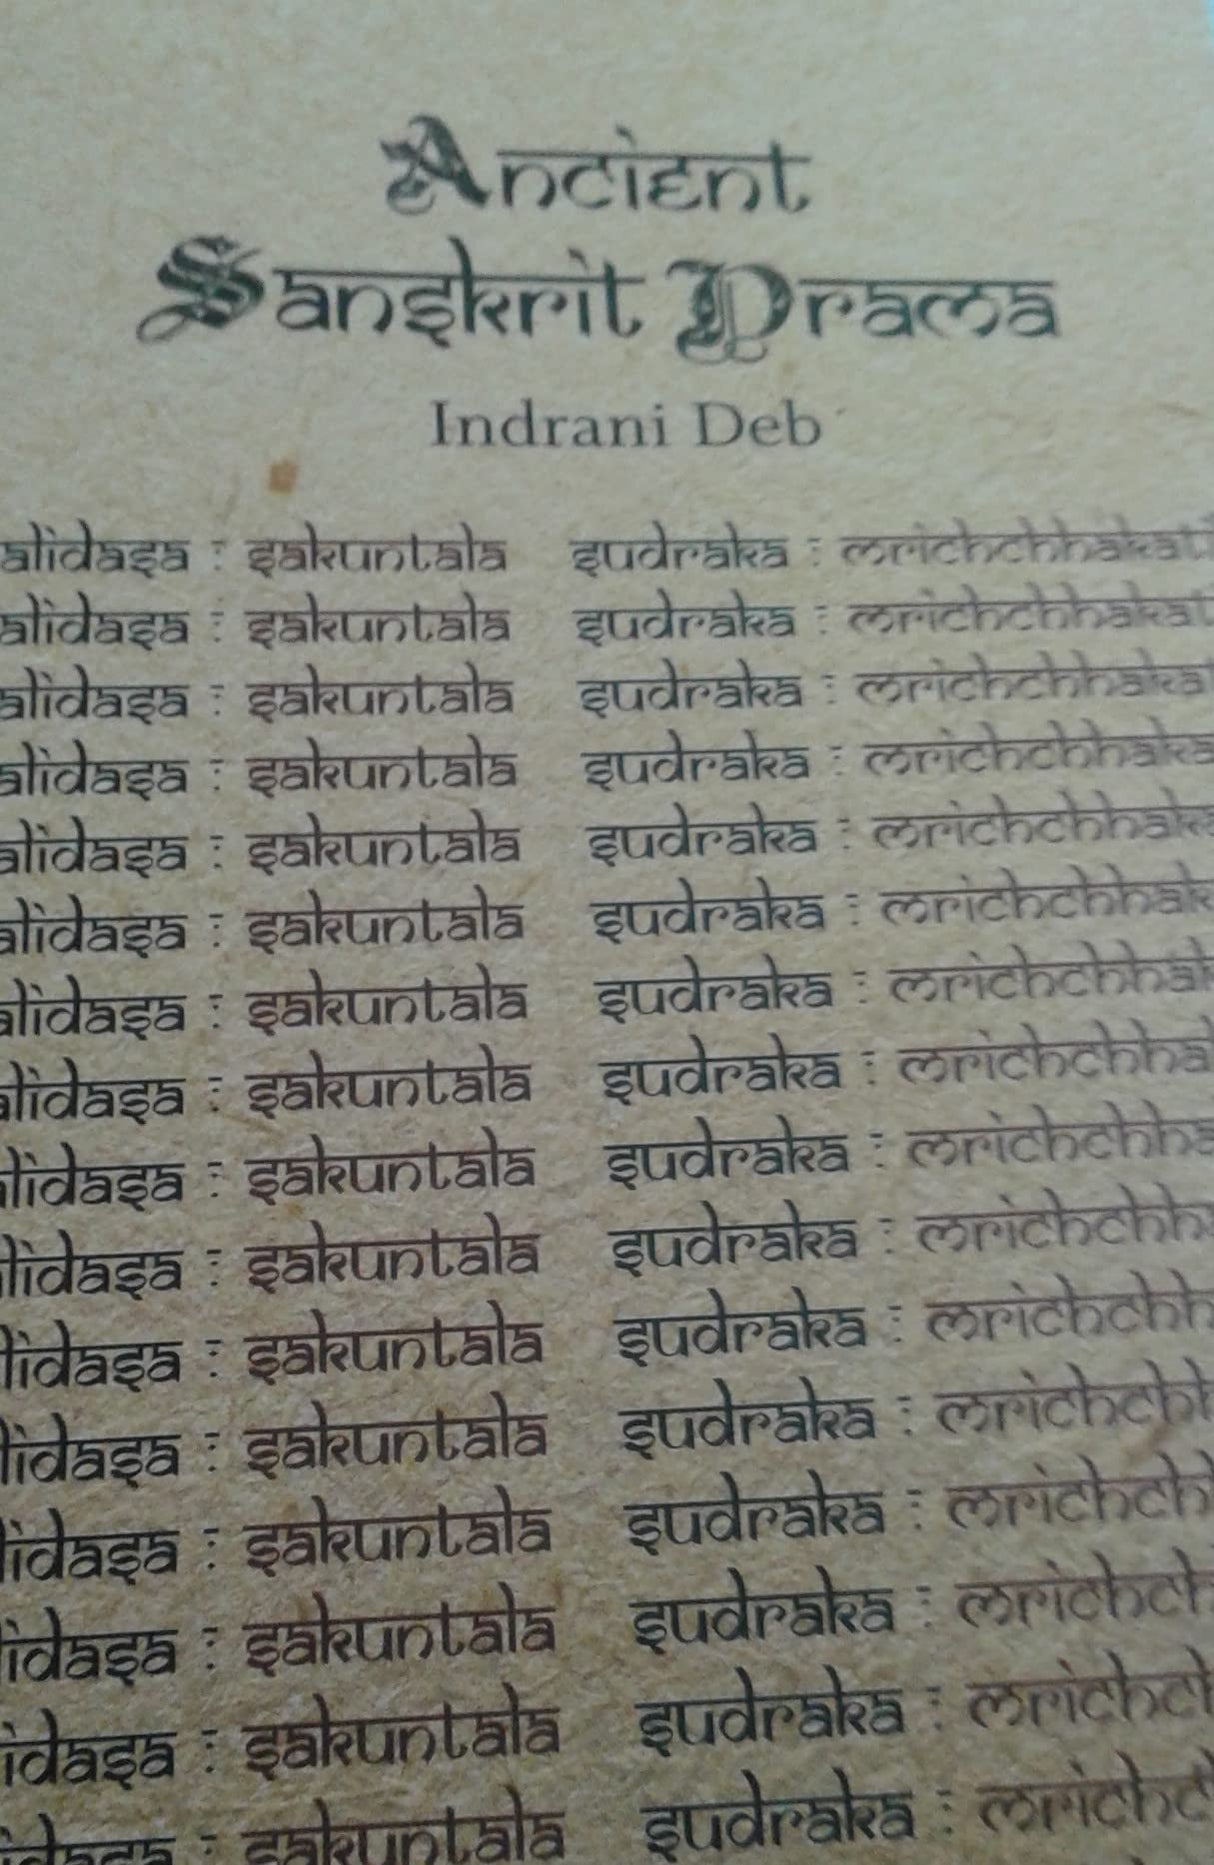 Ancient
Sanskrit Drama
Indrani Deb
alidasa : sakuntala sudraka : mrichchhakati
alidasa : sakuntala sudraka : mrichchhakat
alidasa : sakuntala sudraka : mrichchhakat
alidasa : sakuntala sudraka : mrichchhaka
alidasa : sakuntala sudraka : mrichchhaka
alidasa : sakuntala sudraka : mrichchhak
alidasa : sakuntala sudraka : mrichchhak
alidasa : sakuntala sudraka : mrichchha
lidasa : sakuntala sudraka : mrichchha
lidasa : sakuntala sudraka : mrichchh
lidasa : sakuntala sudraka : mrichchh
lidasa : sakuntala sudraka : mrichch
lidasa : sakuntala sudraka : mrichch
idasa : sakuntala sudraka : mrichch
idasa : sakuntala sudraka : mrichc
idasa : sakuntala sudraka : mrichc